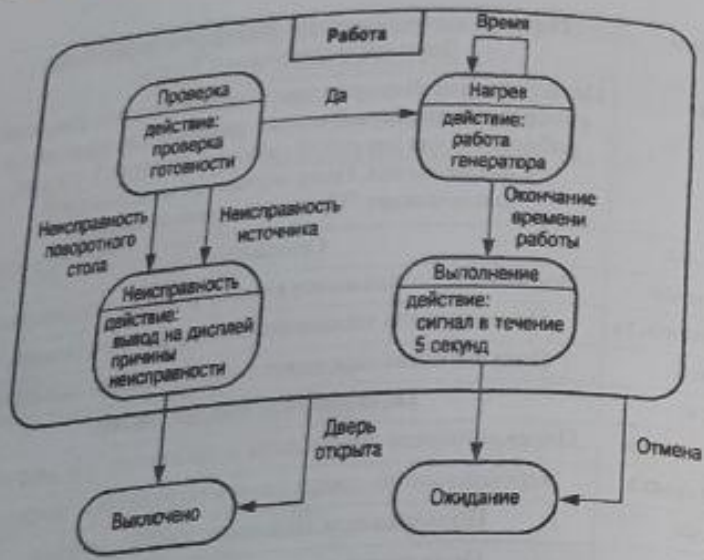 Время
Работа
Проверка
действие:
проверка
готовности
Да
Нагрев
действие:
работа
генератора
Неисправность
поворотного
стола
Неисправность
источника
Окончание
времени
работы
Неисправность
действие:
вывод на дисплей
причины
неисправности
Выполнение
действие:
сигнал в течение
5 секунд
Дверь
открыта
Отмена
Выключено
Ожидание